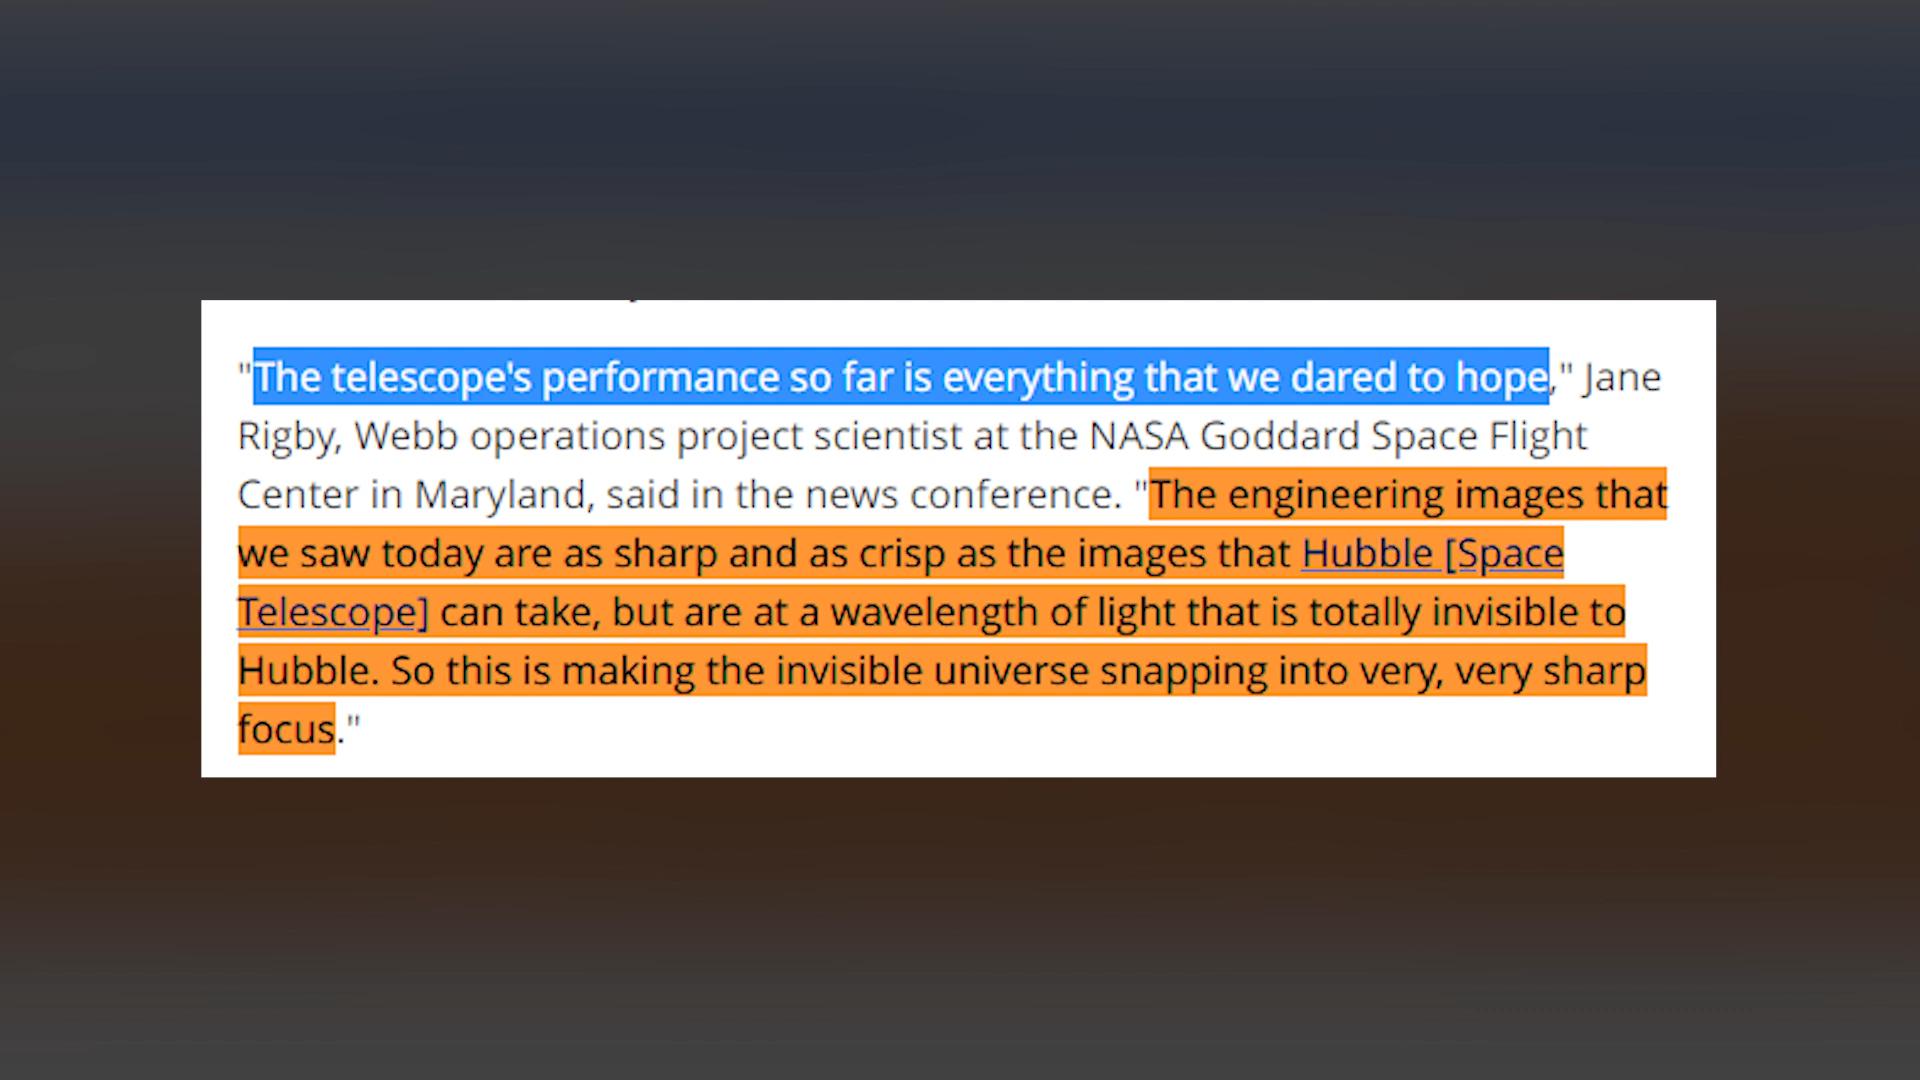 "The telescope's performance so far is everything that we dared to hope," Jane
Rigby, Webb operations project scientist at the NASA Goddard Space Flight
Center in Maryland, said in the news conference. "The engineering images that
we saw today are as sharp and as crisp as the images that Hubble [Space
Telescope] can take, but are at a wavelength of light that is totally invisible to
Hubble. So this is making the invisible universe snapping into very, very sharp
focus."